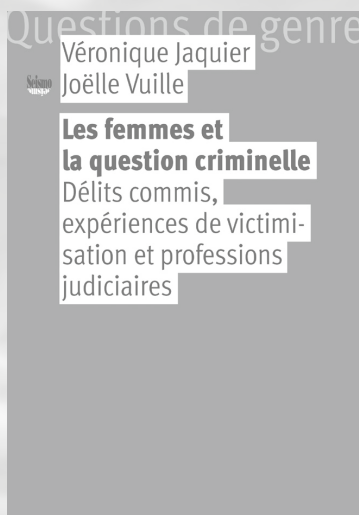 Questions de genre
Véronique Jaquier
Seismo
Joëlle Vuille
Les femmes et
la question criminelle
Délits commis,
expériences de victimi-
sation et professions
judiciaires